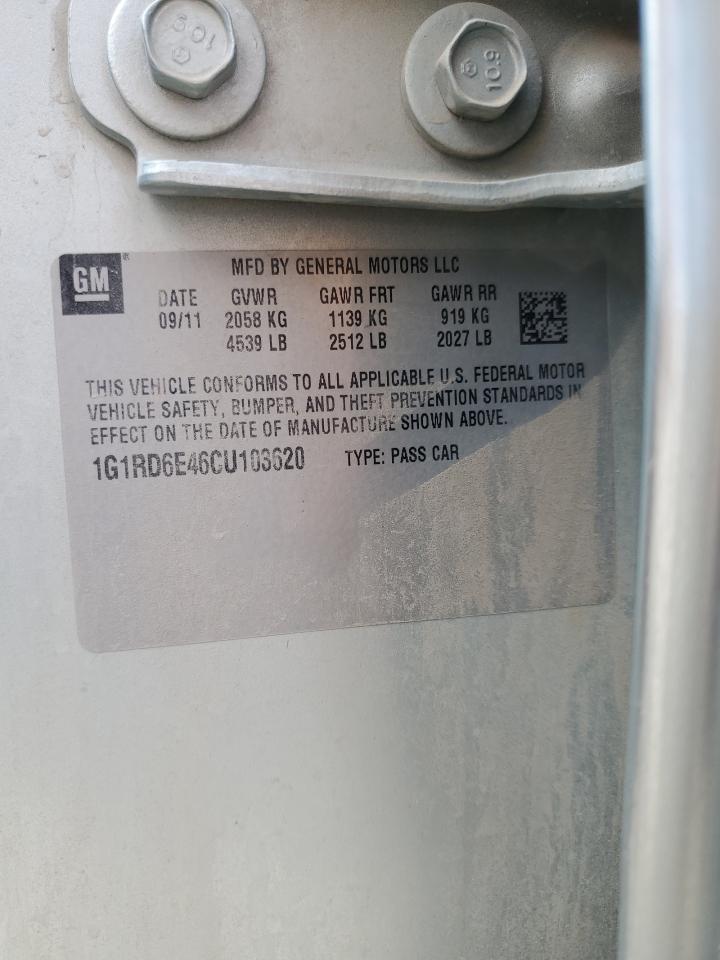 10.9
10.9
GM
MFD BY GENERAL MOTORS LLC
DATE GVWR GAWR FRT GAWR RR
09/11 2058 KG 1139 KG 919 KG
4539 LB 2512 LB 2027 LB
THIS VEHICLE CONFORMS TO ALL APPLICABLE U.S. FEDERAL MOTOR
VEHICLE SAFETY, BUMPER, AND THEFT PREVENTION STANDARDS IN
EFFECT ON THE DATE OF MANUFACTURE SHOWN ABOVE.
1G1RD6E46CU103620 TYPE: PASS CAR